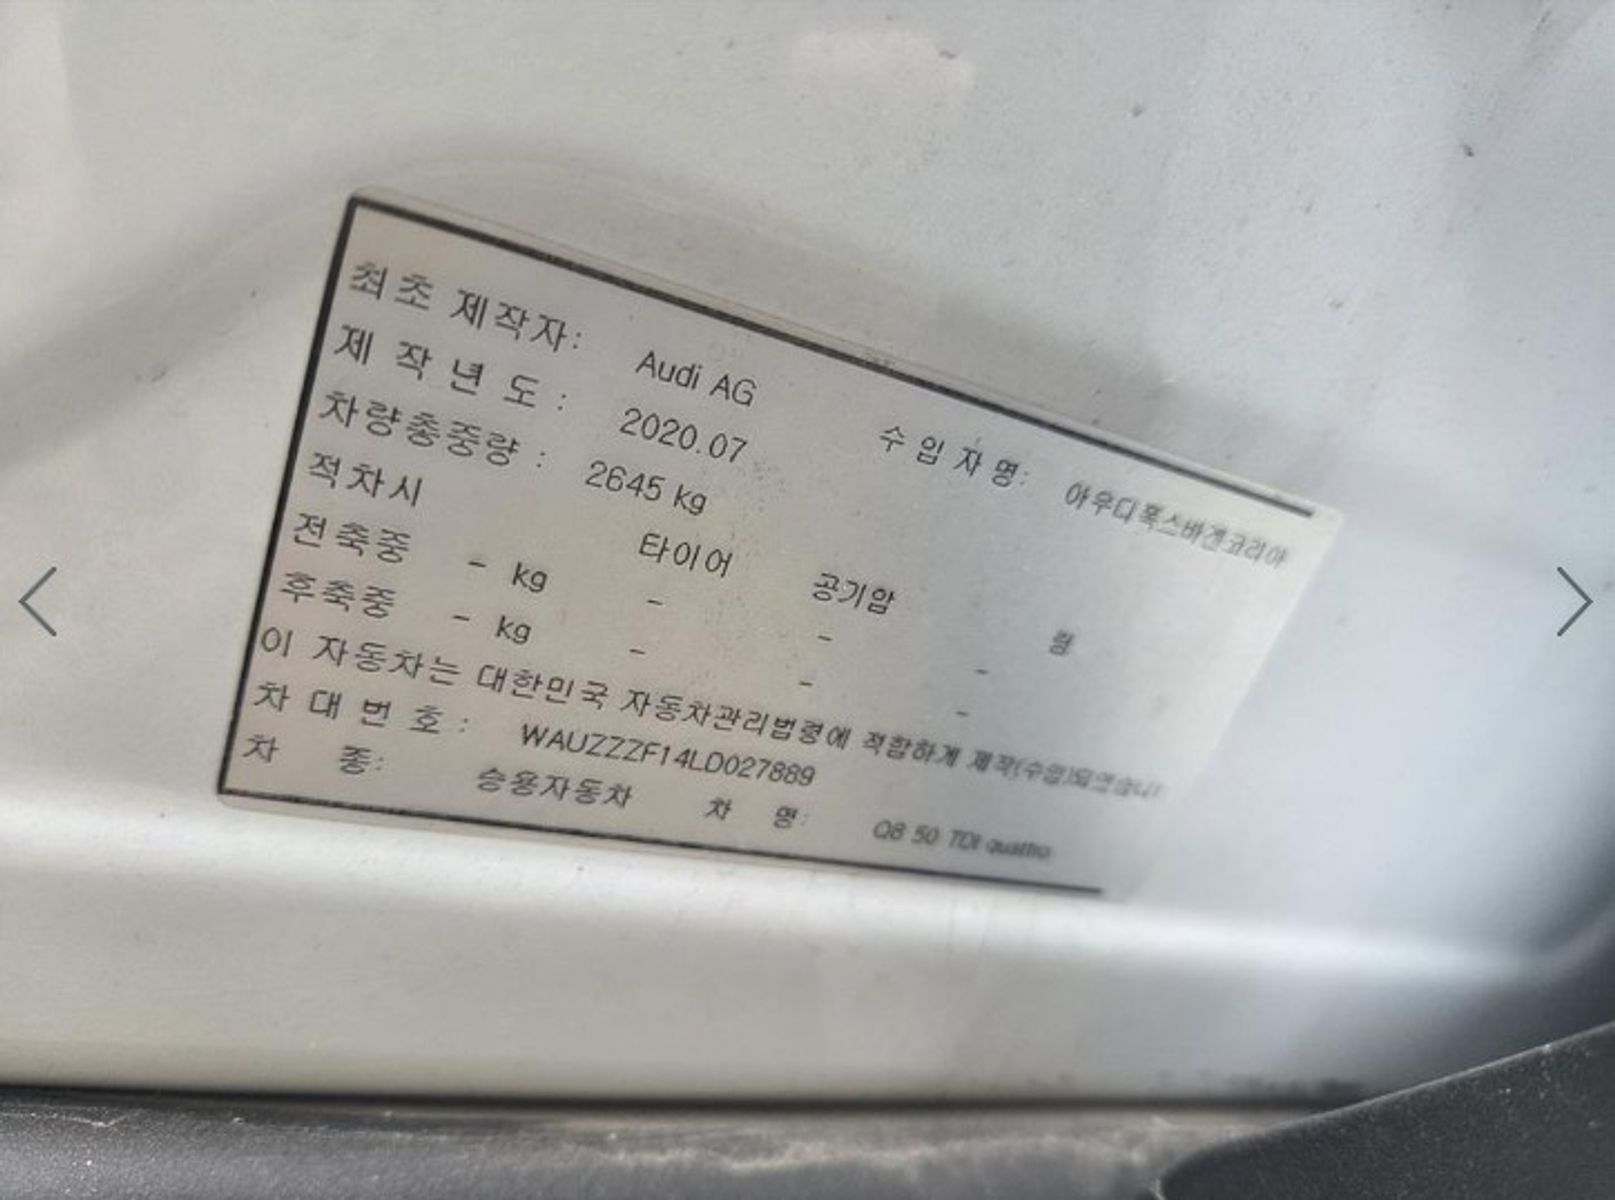 최초 제작자: Audi AG 수 입 자 명: 아우디폭스바겐코리아
제 작 년 도 : 2020.07
차량총중량 : 2645 kg
적차시 타이어 공기압
전축중 - kg - - -
후축중 - kg - - -
이 자동차는 대한민국 자동차관리법령에 적합하게 제작(수입)되었습니
차 대 번 호 : WAUZZZF14LD027889
차 종: 승용자동차 차 명: Q8 50 TDI quattro